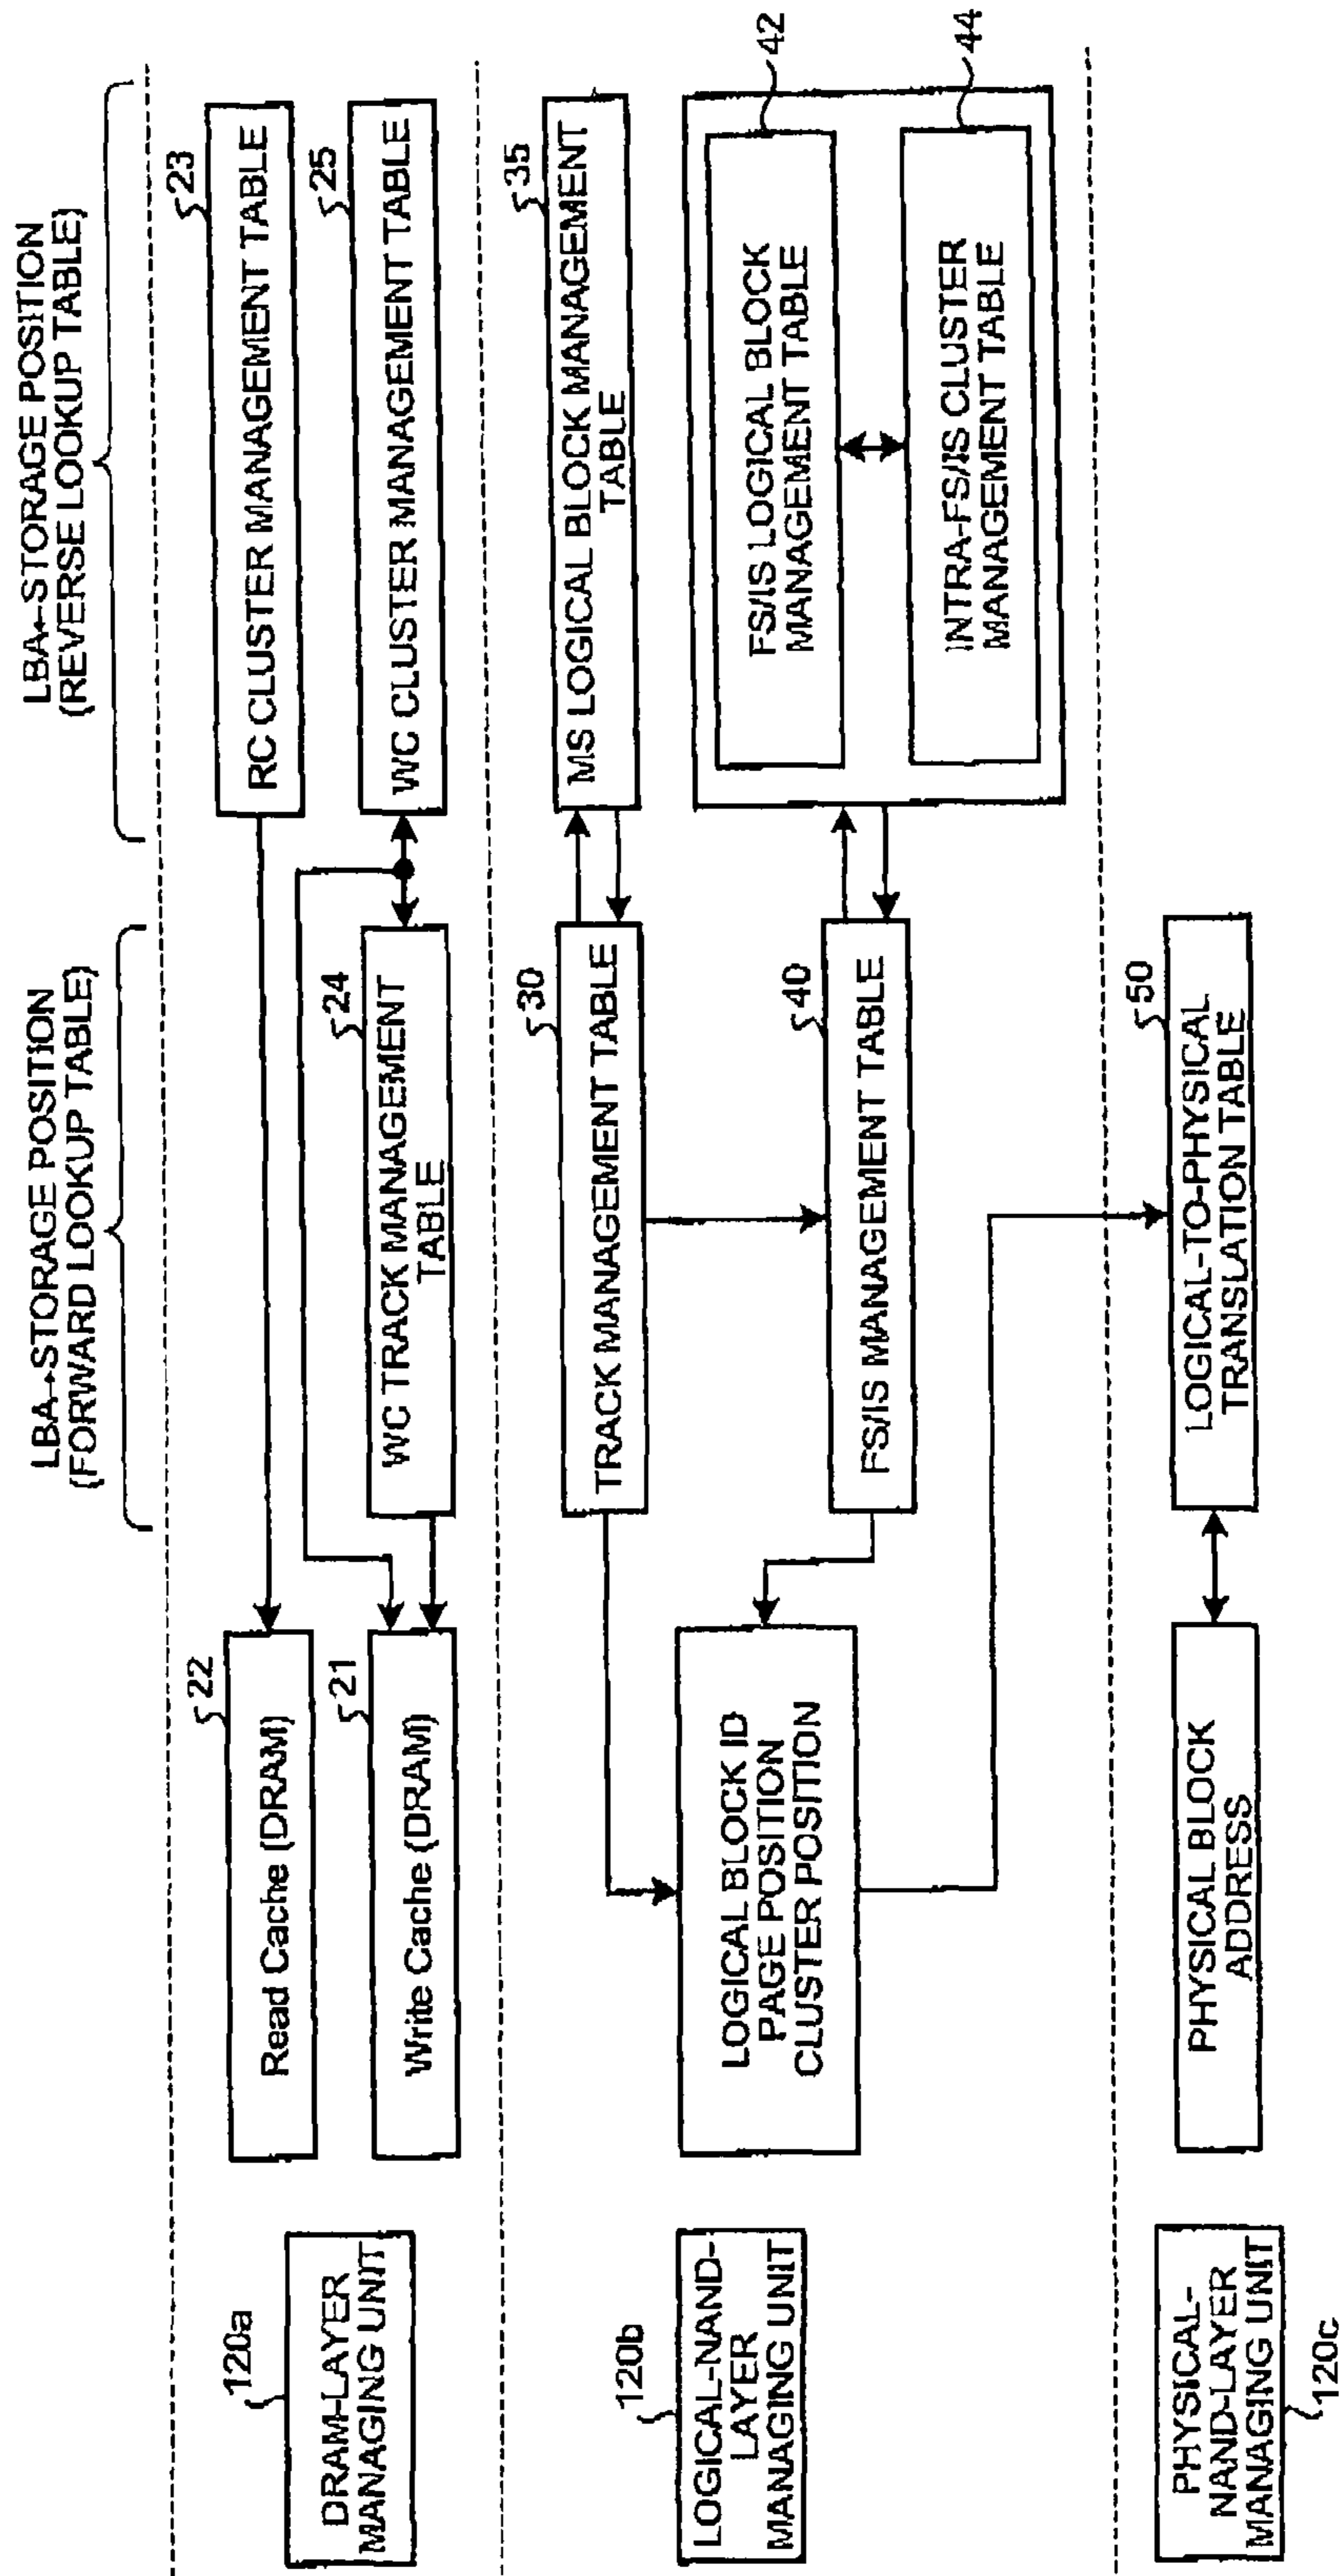 LBA→STORAGE POSITION
(FORWARD LOOKUP TABLE)
LBA←STORAGE POSITION
(REVERSE LOOKUP TABLE)
120a
DRAM-LAYER
MANAGING UNIT
22
Read Cache (DRAM)
21
Write Cache (DRAM)
24
WC TRACK MANAGEMENT
TABLE
23
RC CLUSTER MANAGEMENT TABLE
25
WC CLUSTER MANAGEMENT TABLE
120b
LOGICAL-NAND-
LAYER
MANAGING UNIT
LOGICAL BLOCK ID
PAGE POSITION
CLUSTER POSITION
30
TRACK MANAGEMENT TABLE
40
FS/IS MANAGEMENT TABLE
35
MS LOGICAL BLOCK MANAGEMENT
TABLE
42
FS/IS LOGICAL BLOCK
MANAGEMENT TABLE
44
INTRA-FS/IS CLUSTER
MANAGEMENT TABLE
PHYSICAL-
NAND-LAYER
MANAGING UNIT
120c
PHYSICAL BLOCK
ADDRESS
50
LOGICAL-TO-PHYSICAL
TRANSLATION TABLE